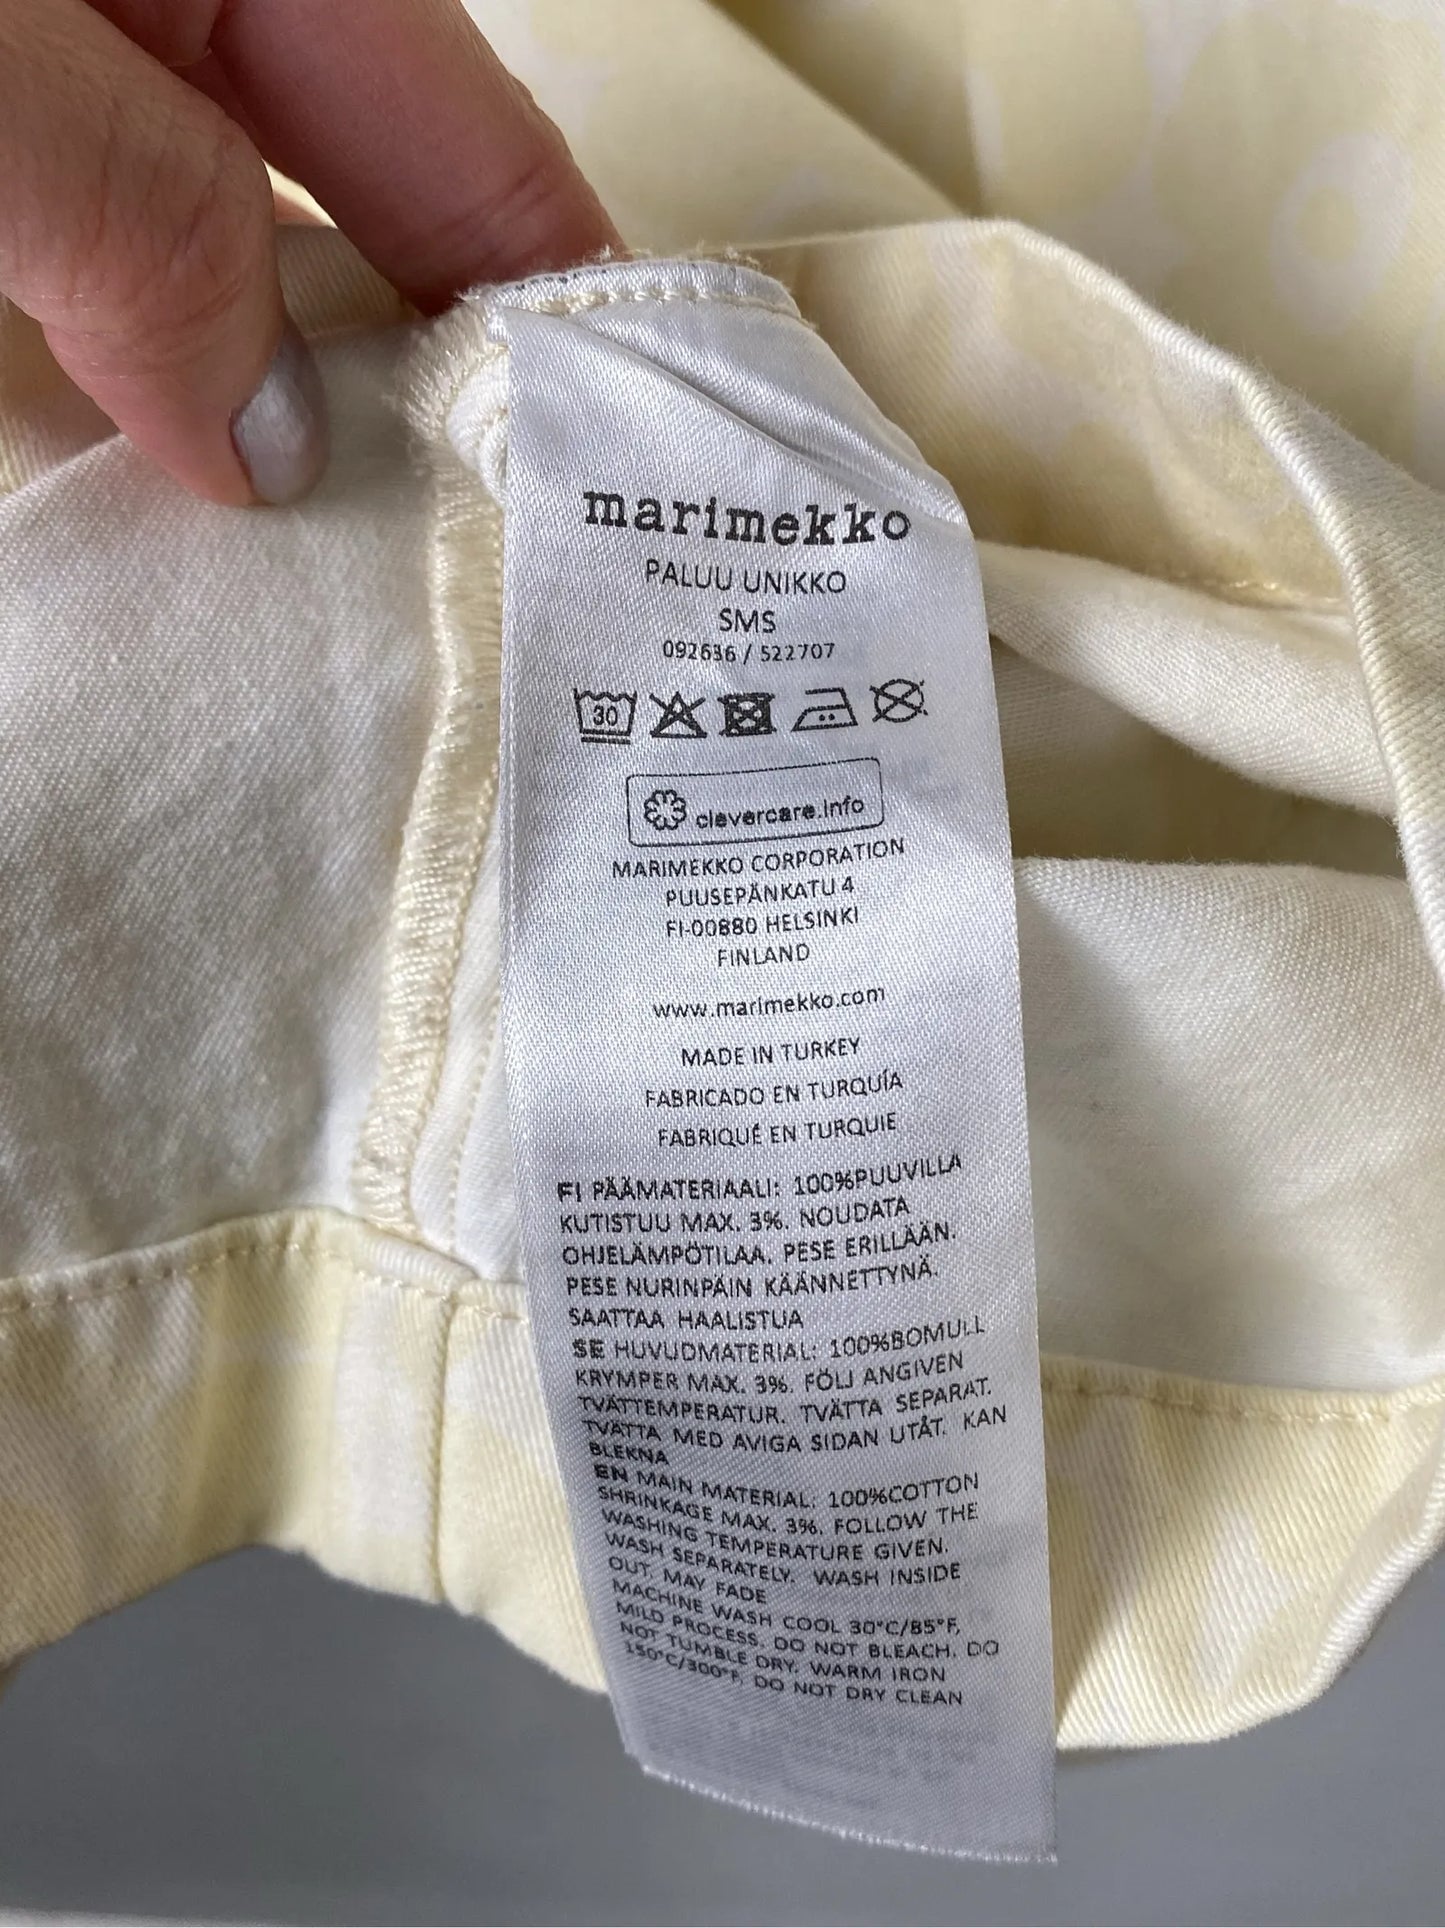 marimekko
PALUU UNIKKO
SMS
092636 / 522707
30
clevercare.info
MARIMEKKO CORPORATION
PUUSEPÄNKATU 4
FI-00880 HELSINKI
FINLAND
www.marimekko.com
MADE IN TURKEY
FABRICADO EN TURQUÍA
FABRIQUÉ EN TURQUIE
FI PÄÄMATERIAALI: 100%PUUVILLA
KUTISTUU MAX. 3%. NOUDATA
OHJELÄMPÖTILAA. PESE ERILLÄÄN.
PESE NURINPÄIN KÄÄNNETTYNÄ.
SAATTAA HAALISTUA
SE HUVUDMATERIAL: 100%BOMULL
KRYMPER MAX. 3%. FÖLJ ANGIVEN
TVÄTTEMPERATUR. TVÄTTA SEPARAT.
TVÄTTA MED AVIGA SIDAN UTÅT. KAN
BLEKNA
EN MAIN MATERIAL: 100%COTTON
SHRINKAGE MAX. 3%. FOLLOW THE
WASHING TEMPERATURE GIVEN.
WASH SEPARATELY. WASH INSIDE
OUT. MAY FADE
MACHINE WASH COOL 30°C/85°F,
MILD PROCESS. DO NOT BLEACH. DO
NOT TUMBLE DRY. WARM IRON
150°C/300°F. DO NOT DRY CLEAN